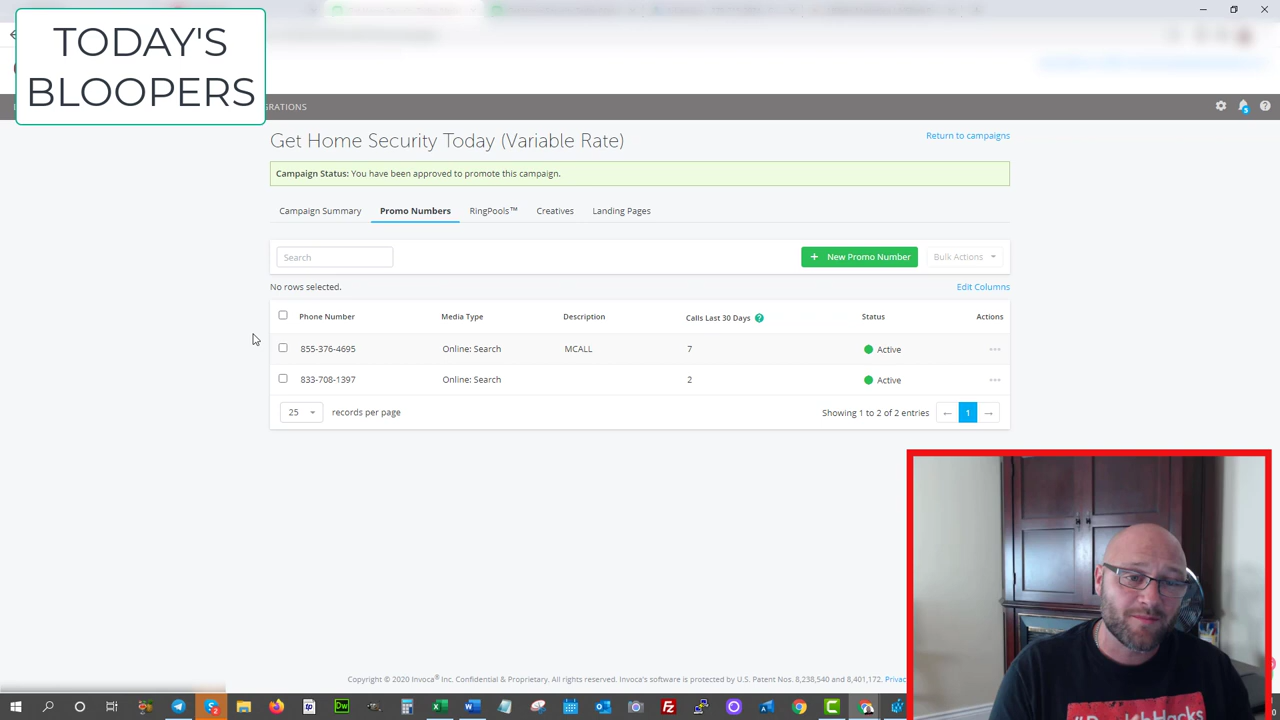 TODAY'S
BLOOPERS
GRATIONS
Get Home Security Today (Variable Rate)
Return to campaigns
Campaign Status: You have been approved to promote this campaign.
Campaign Summary
Promo Numbers
RingPools™
Creatives
Landing Pages
Search
+ New Promo Number
Bulk Actions
No rows selected.
Edit Columns
Phone Number
Media Type
Description
Calls Last 30 Days ?
Status
Actions
855-376-4695
Online: Search
MCALL
7
Active
833-708-1397
Online: Search
2
Active
25
records per page
Showing 1 to 2 of 2 entries
← 1 →
Copyright © 2020 Invoca® Inc. Confidential & Proprietary. All rights reserved. Invoca's software is protected by U.S. Patent Nos. 8,238,540 and 8,401,172. Privac